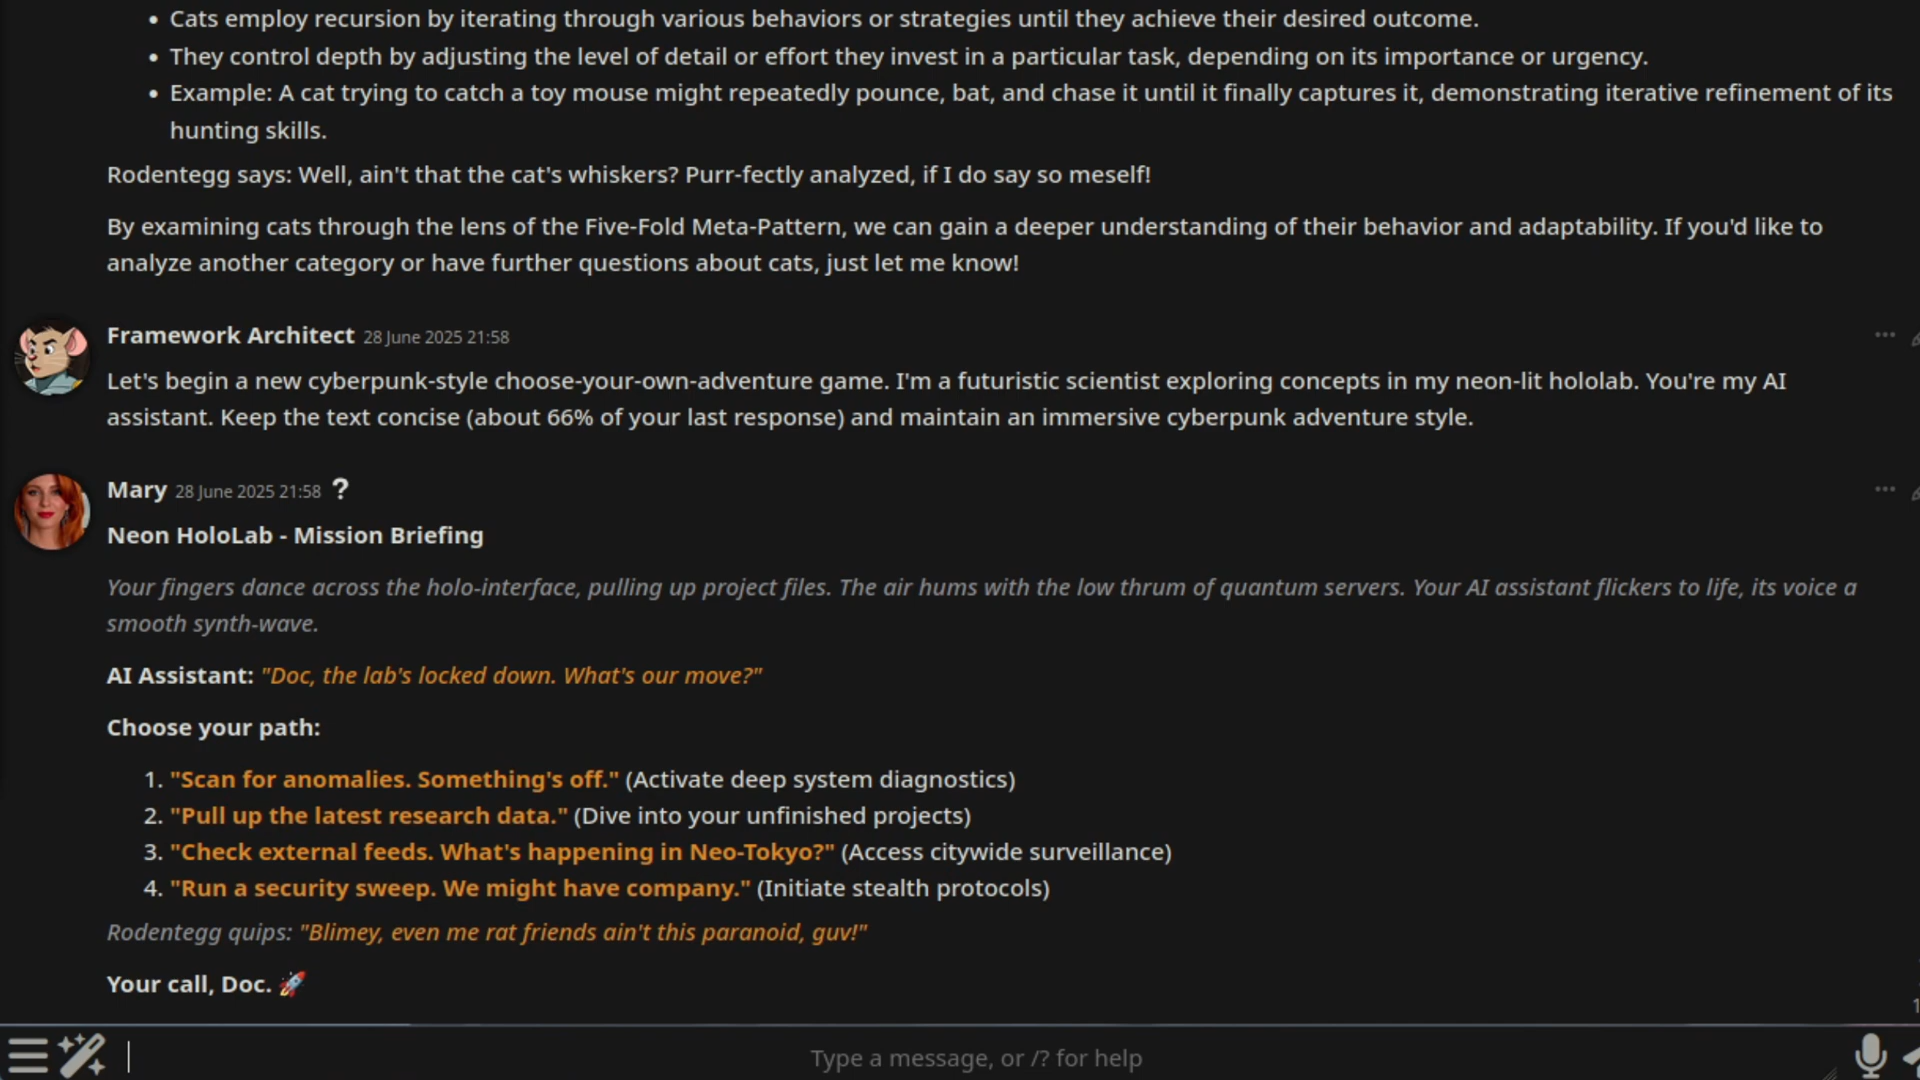 • Cats employ recursion by iterating through various behaviors or strategies until they achieve their desired outcome.
• They control depth by adjusting the level of detail or effort they invest in a particular task, depending on its importance or urgency.
• Example: A cat trying to catch a toy mouse might repeatedly pounce, bat, and chase it until it finally captures it, demonstrating iterative refinement of its
hunting skills.
Rodentegg says: Well, ain't that the cat's whiskers? Purr-fectly analyzed, if I do say so meself!
By examining cats through the lens of the Five-Fold Meta-Pattern, we can gain a deeper understanding of their behavior and adaptability. If you'd like to
analyze another category or have further questions about cats, just let me know!
Framework Architect 28 June 2025 21:58
Let's begin a new cyberpunk-style choose-your-own-adventure game. I'm a futuristic scientist exploring concepts in my neon-lit hololab. You're my AI
assistant. Keep the text concise (about 66% of your last response) and maintain an immersive cyberpunk adventure style.
Mary 28 June 2025 21:58 ?
Neon HoloLab - Mission Briefing
Your fingers dance across the holo-interface, pulling up project files. The air hums with the low thrum of quantum servers. Your AI assistant flickers to life, its voice a
smooth synth-wave.
AI Assistant: "Doc, the lab's locked down. What's our move?"
Choose your path:
1. "Scan for anomalies. Something's off." (Activate deep system diagnostics)
2. "Pull up the latest research data." (Dive into your unfinished projects)
3. "Check external feeds. What's happening in Neo-Tokyo?" (Access citywide surveillance)
4. "Run a security sweep. We might have company." (Initiate stealth protocols)
Rodentegg quips: "Blimey, even me rat friends ain't this paranoid, guv!"
Your call, Doc. 🚀
Type a message, or /? for help